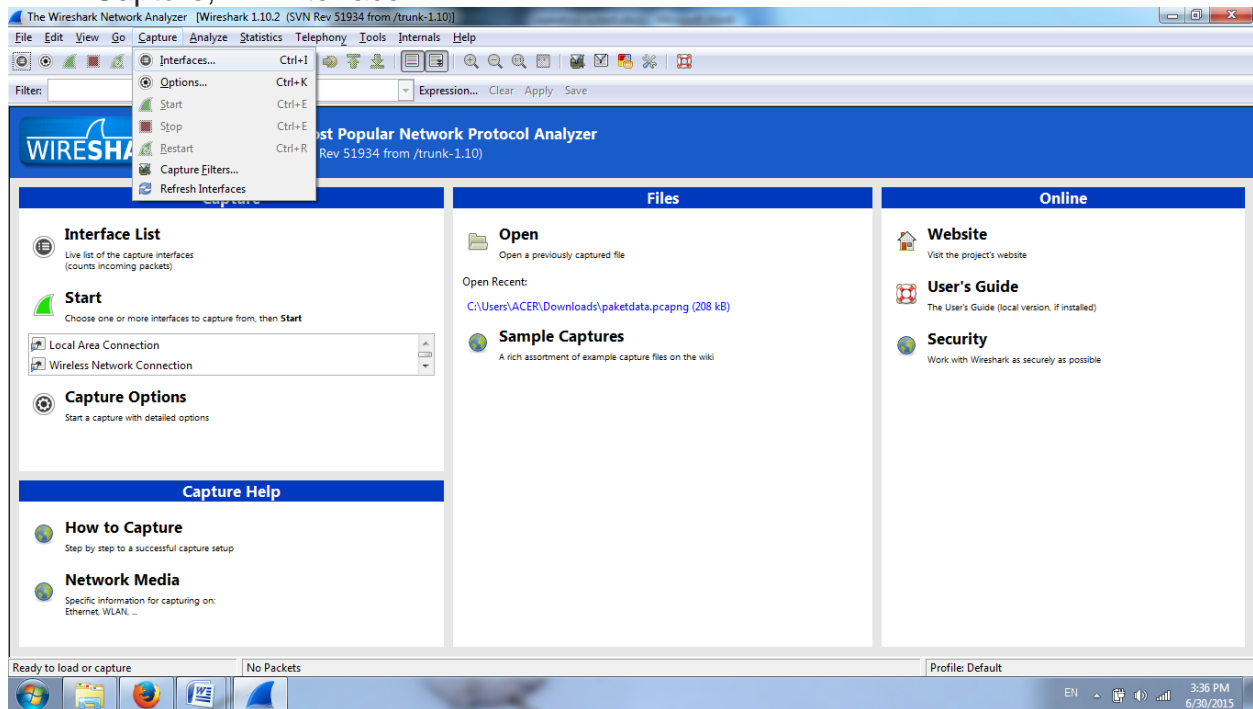 The Wireshark Network Analyzer [Wireshark 1.10.2 (SVN Rev 51934 from /trunk-1.10)]
File Edit View Go Capture Analyze Statistics Telephony Tools Internals Help
Interfaces... Ctrl+I
Options... Ctrl+K
Start Ctrl+E
Stop Ctrl+E
Restart Ctrl+R
Capture Filters...
Refresh Interfaces
Filter: Expression... Clear Apply Save
Popular Network Protocol Analyzer
Rev 51934 from /trunk-1.10)
Interface List
Live list of the capture interfaces
(counts incoming packets)
Start
Choose one or more interfaces to capture from, then Start
Local Area Connection
Wireless Network Connection
Capture Options
Start a capture with detailed options
Capture Help
How to Capture
Step by step to a successful capture setup
Network Media
Specific information for capturing on:
Ethernet, WLAN, ...
Files
Open
Open a previously captured file
Open Recent:
C:\Users\ACER\Downloads\paketdata.pcapng (208 kB)
Sample Captures
A rich assortment of example capture files on the wiki
Online
Website
Visit the project's website
User's Guide
The User's Guide (local version, if installed)
Security
Work with Wireshark as securely as possible
Ready to load or capture
No Packets
Profile: Default
EN
3:36 PM
6/30/2015